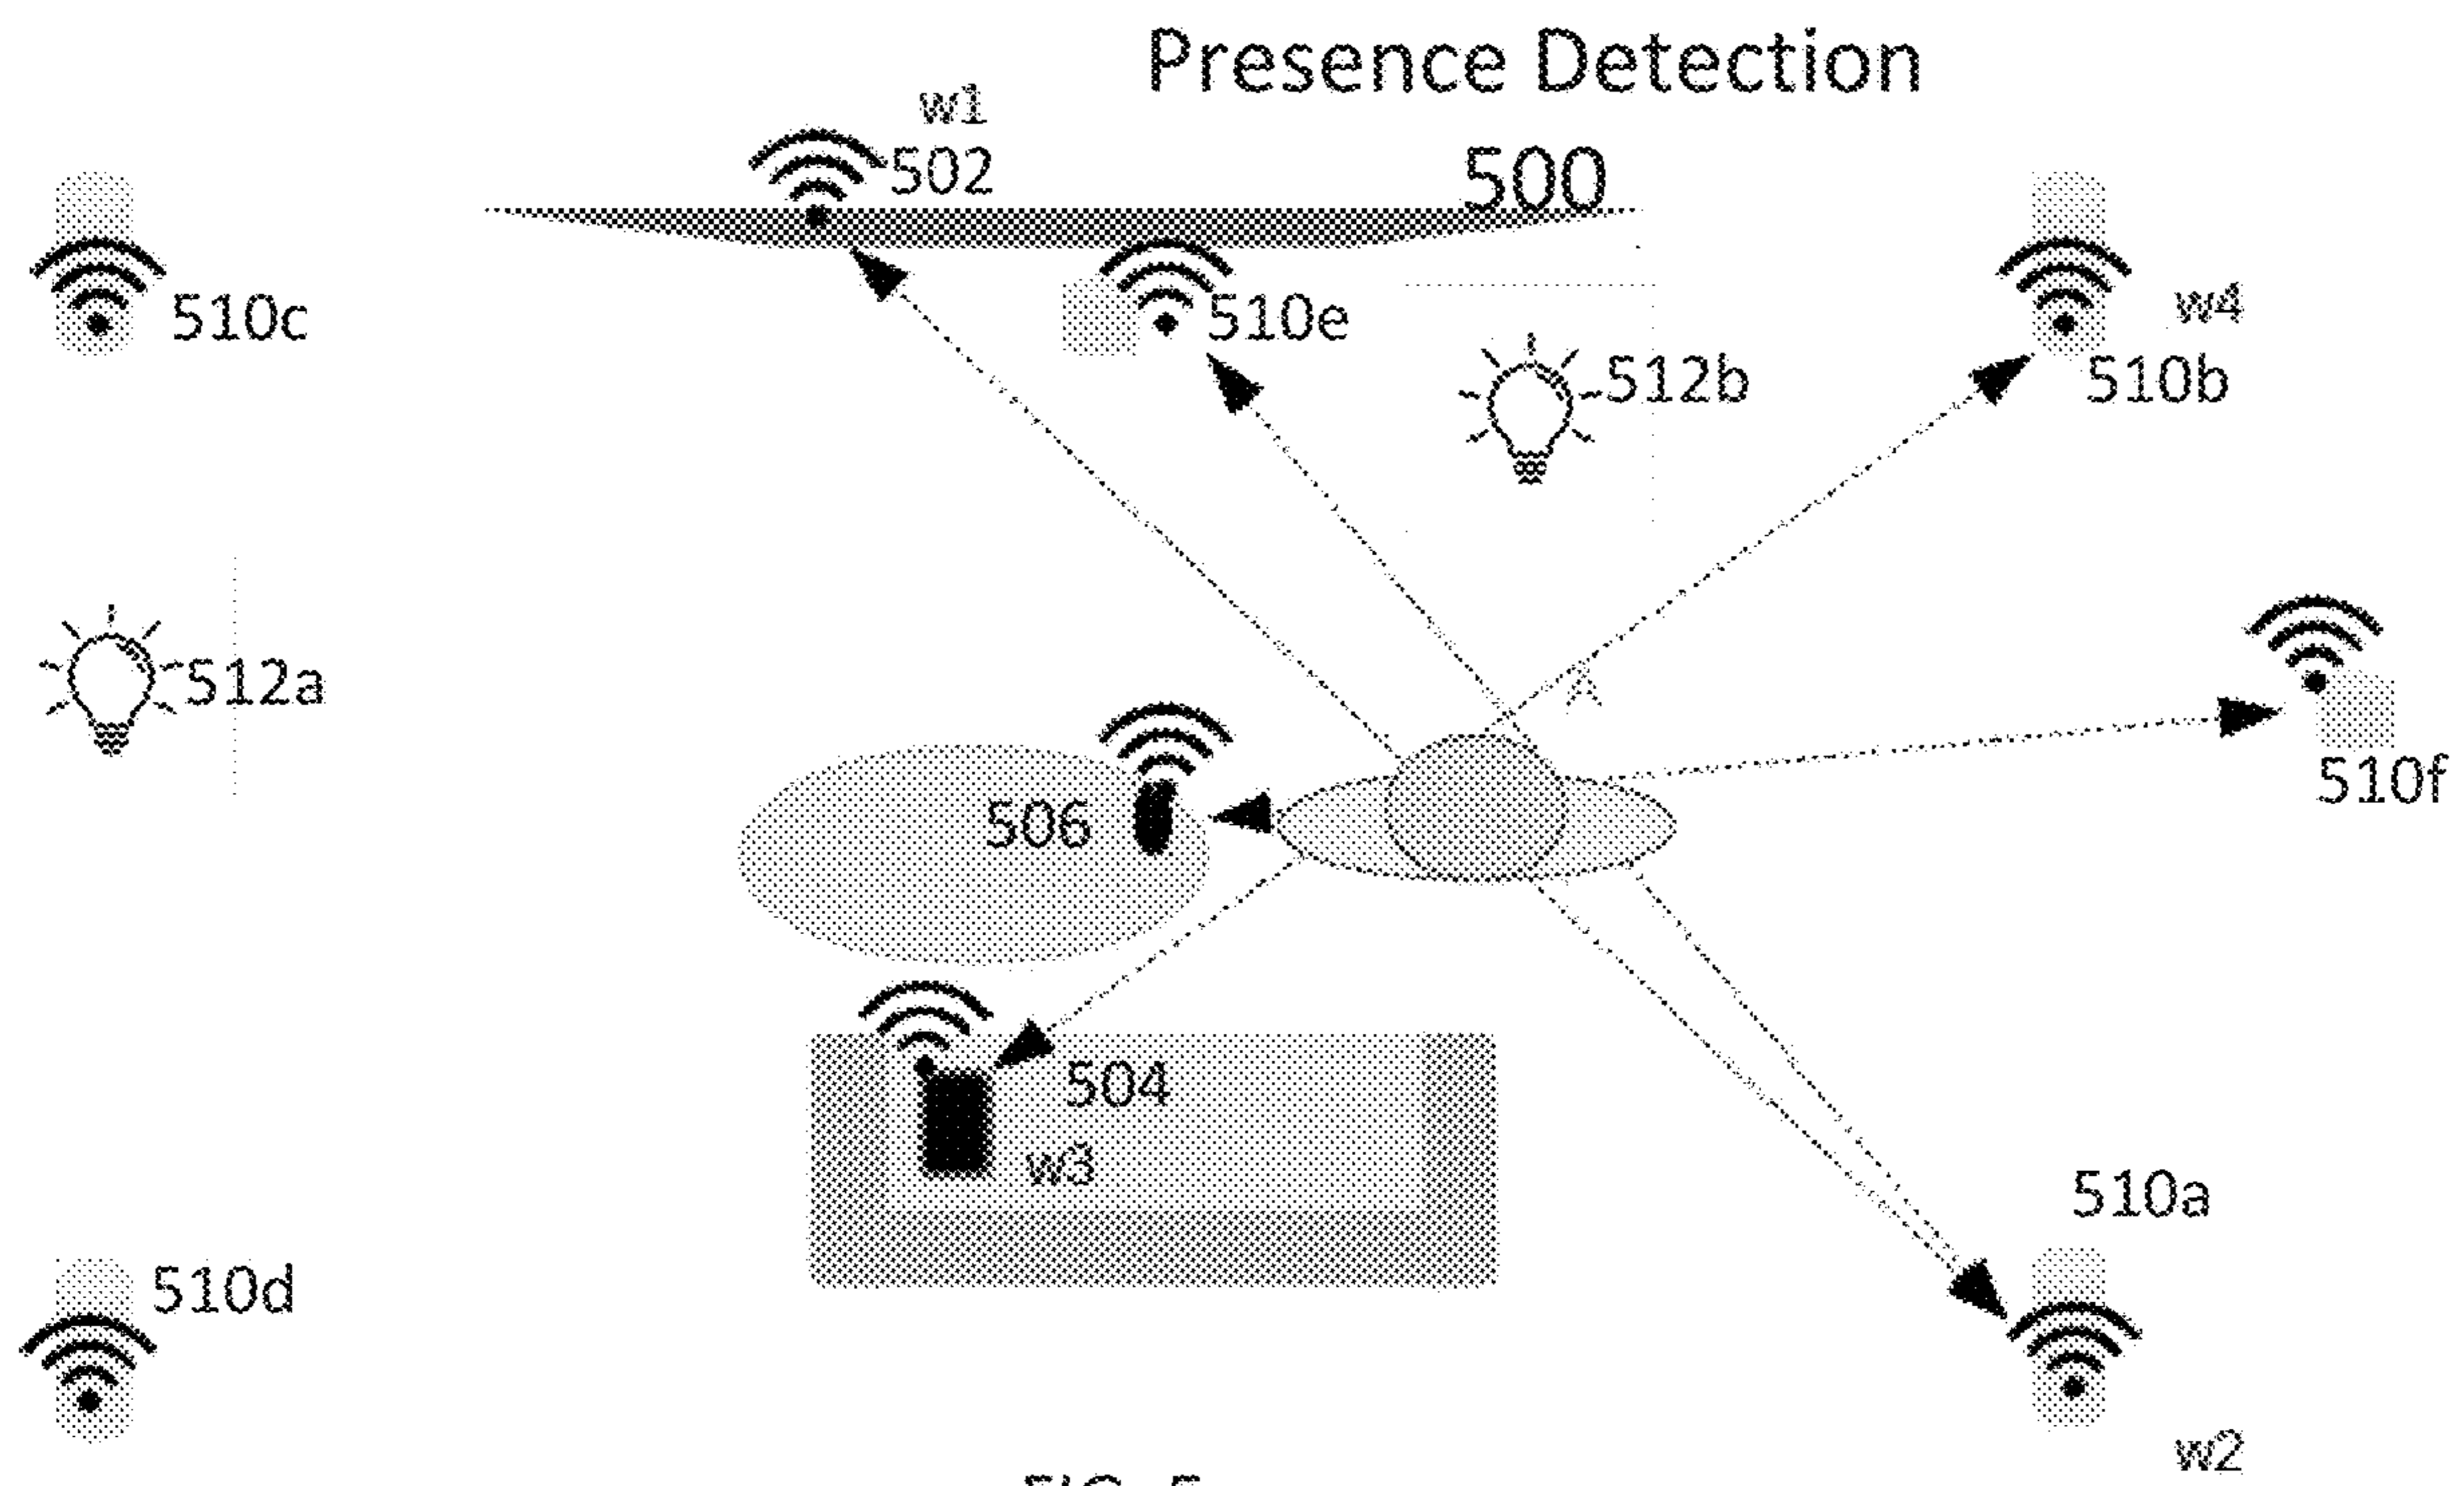 Presence Detection
w1
502
500
510c
510e
w4
512b
510b
512a
A
510f
506
504
w3
510a
510d
w2